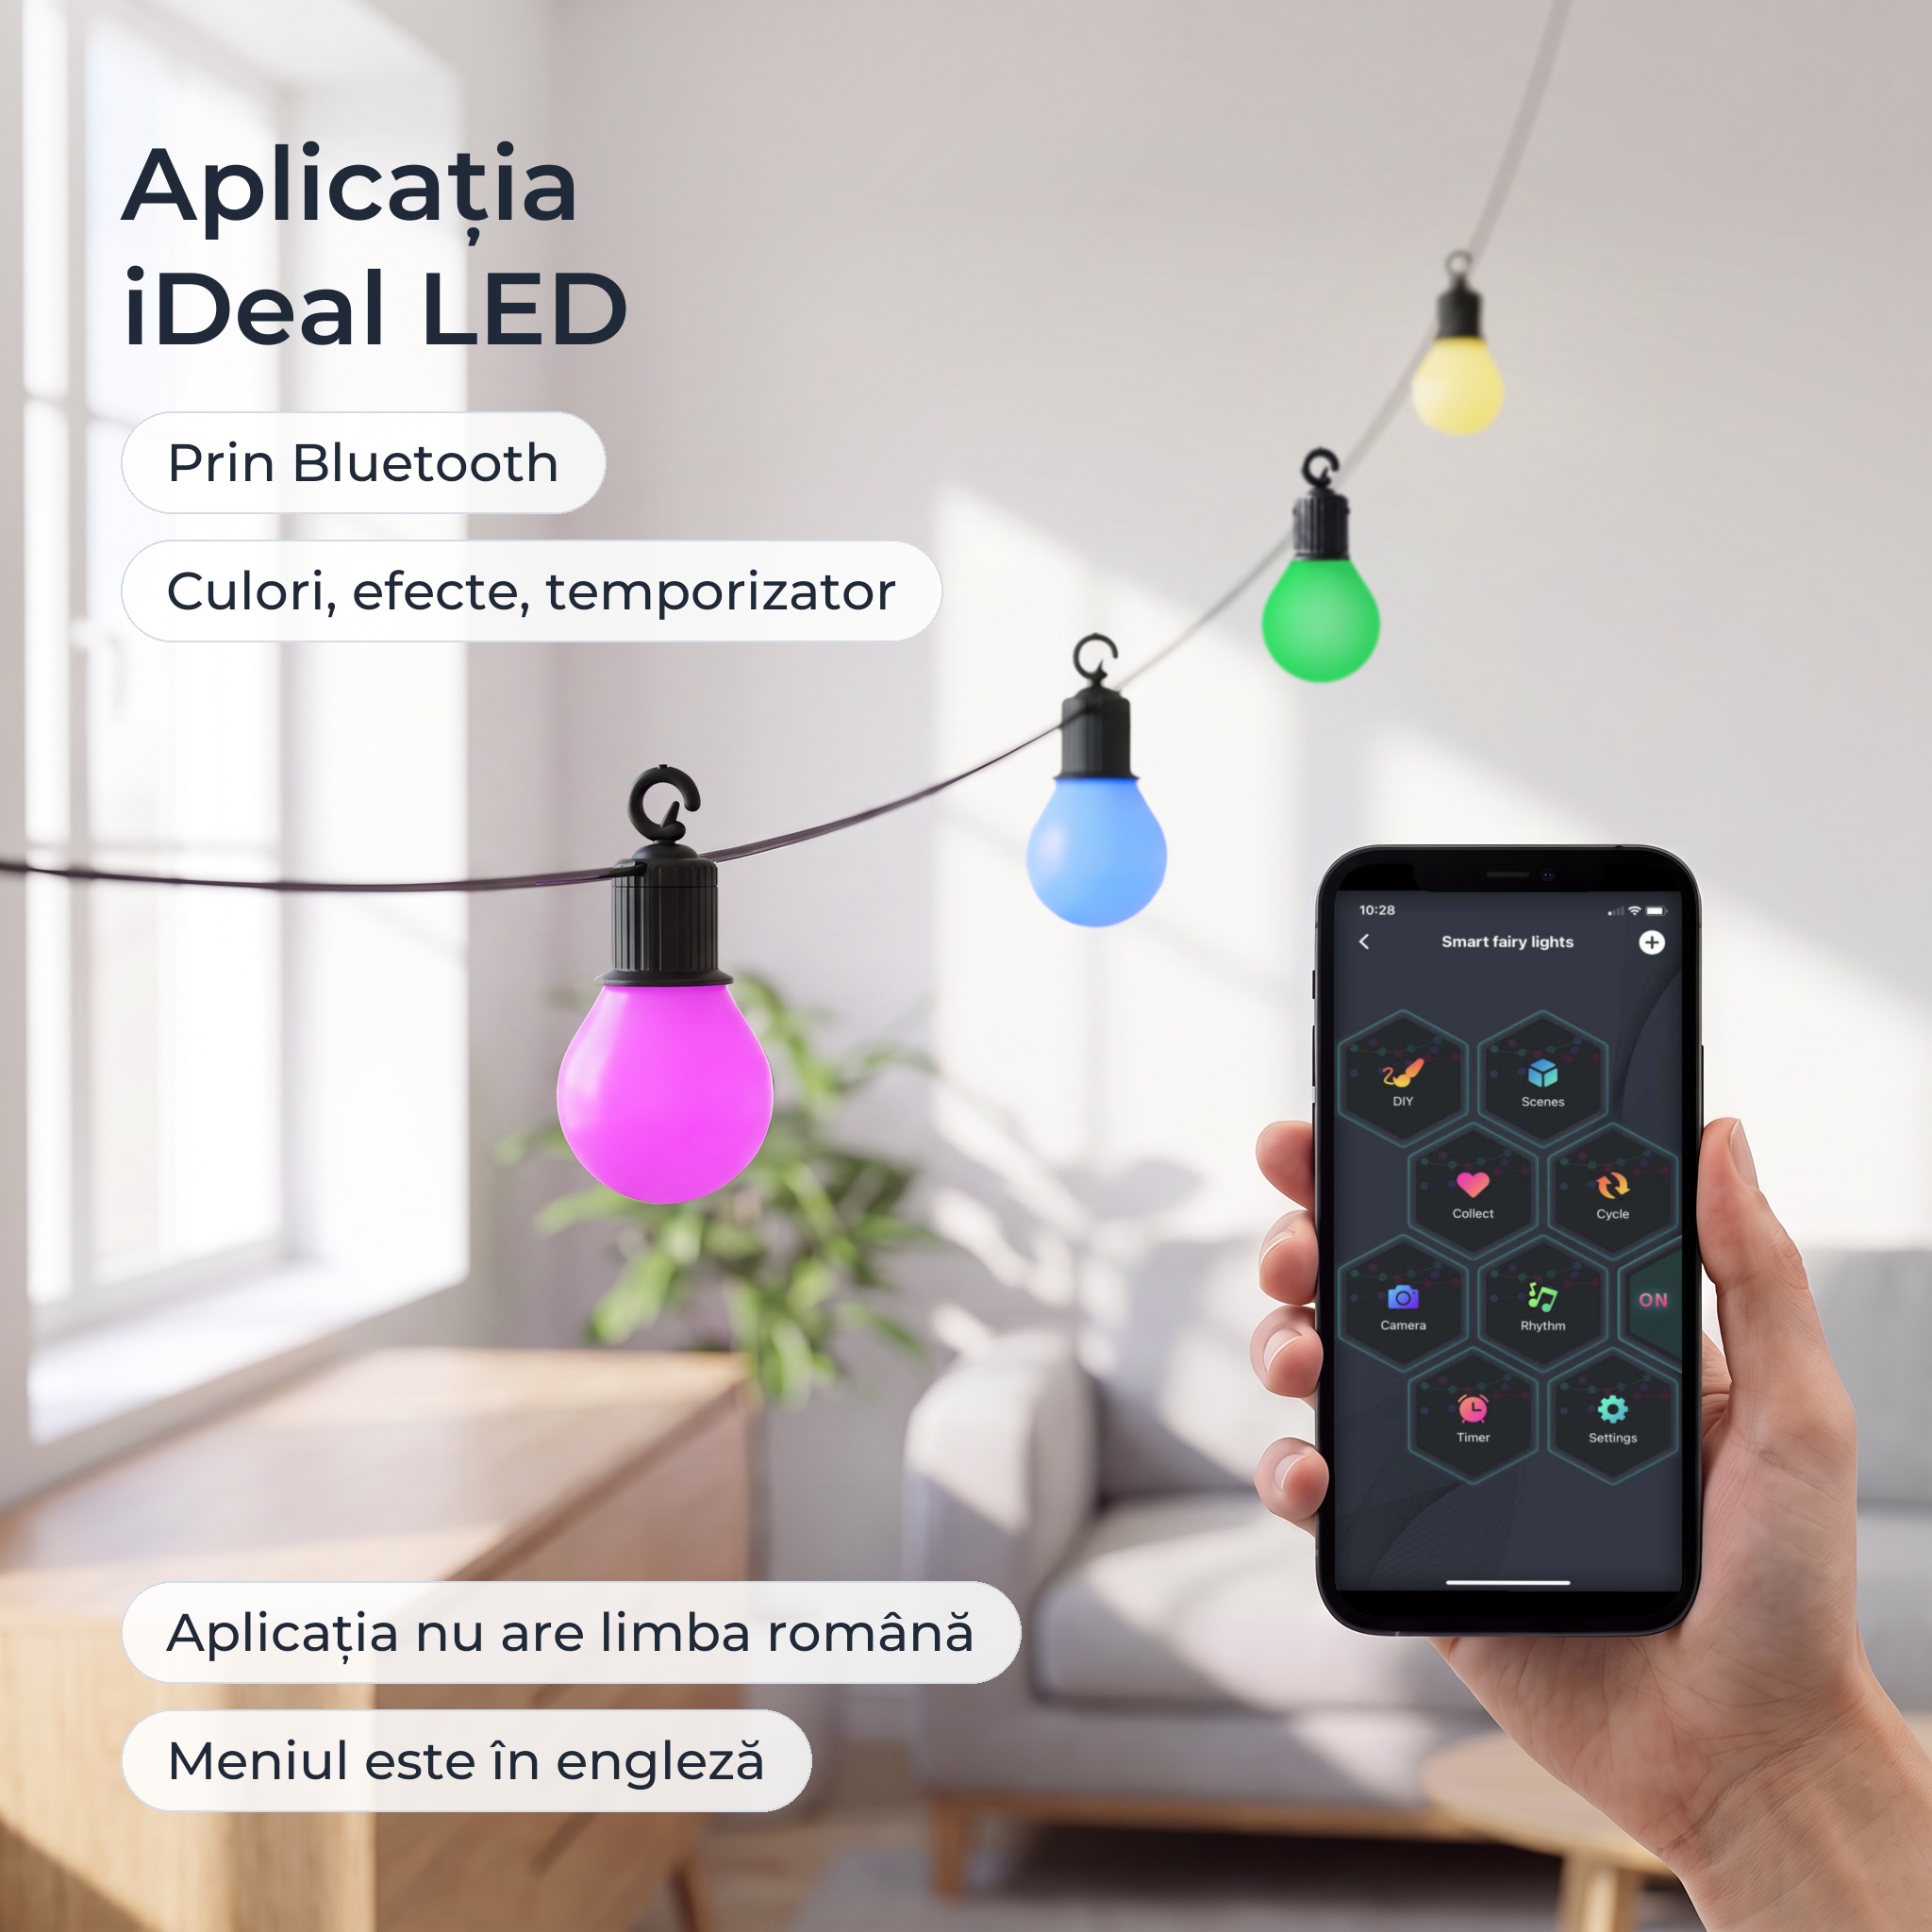 Aplicația
iDeal LED
Prin Bluetooth
Culori, efecte, temporizator
10:28
Smart fairy lights
DIY
Scenes
Collect
Cycle
Camera
Rhythm
ON
Timer
Settings
Aplicația nu are limba română
Meniul este în engleză